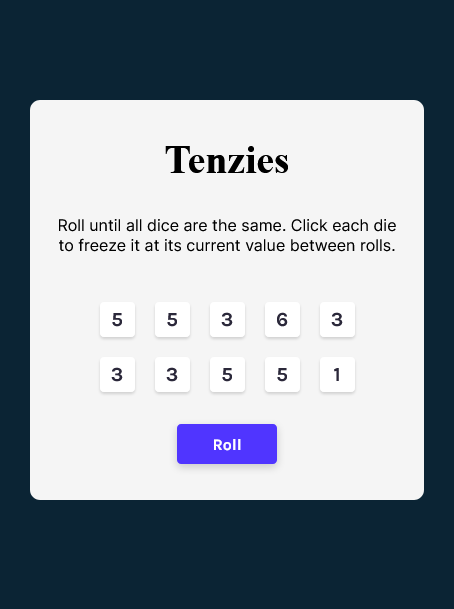 Tenzies
Roll until all dice are the same. Click each die
to freeze it at its current value between rolls.
5 5 3 6 3
3 3 5 5 1
Roll